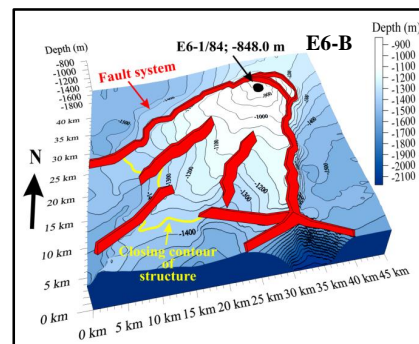 Depth (m)
-800
-1000
-1200
-1400
-1600
-1800
E6-1/84; -848.0 m
E6-B
Fault system
Depth (m)
-900
-1000
-1100
-1200
-1300
-1400
-1500
-1600
-1700
-1800
-1900
-2000
-2100
N
40 km
35 km
30 km
25 km
20 km
15 km
10 km
5 km
0 km
-1000
-1200
-1400
Closing contour
of
structure
0 km
5 km
10 km
15 km
20 km
25 km
30 km
35 km
40 km
45 km